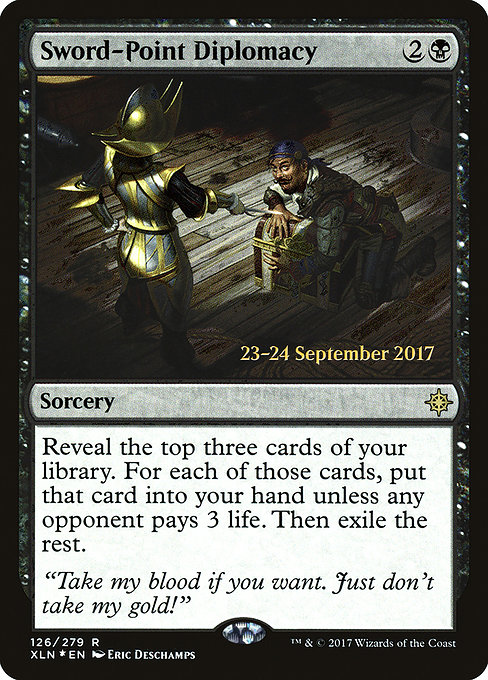 Sword-Point Diplomacy 2
23–24 September 2017
Sorcery
Reveal the top three cards of your
library. For each of those cards, put
that card into your hand unless any
opponent pays 3 life. Then exile the
rest.
“Take my blood if you want. Just don’t
take my gold!”
126/279 R
XLN ★ EN Eric Deschamps
™ & © 2017 Wizards of the Coast